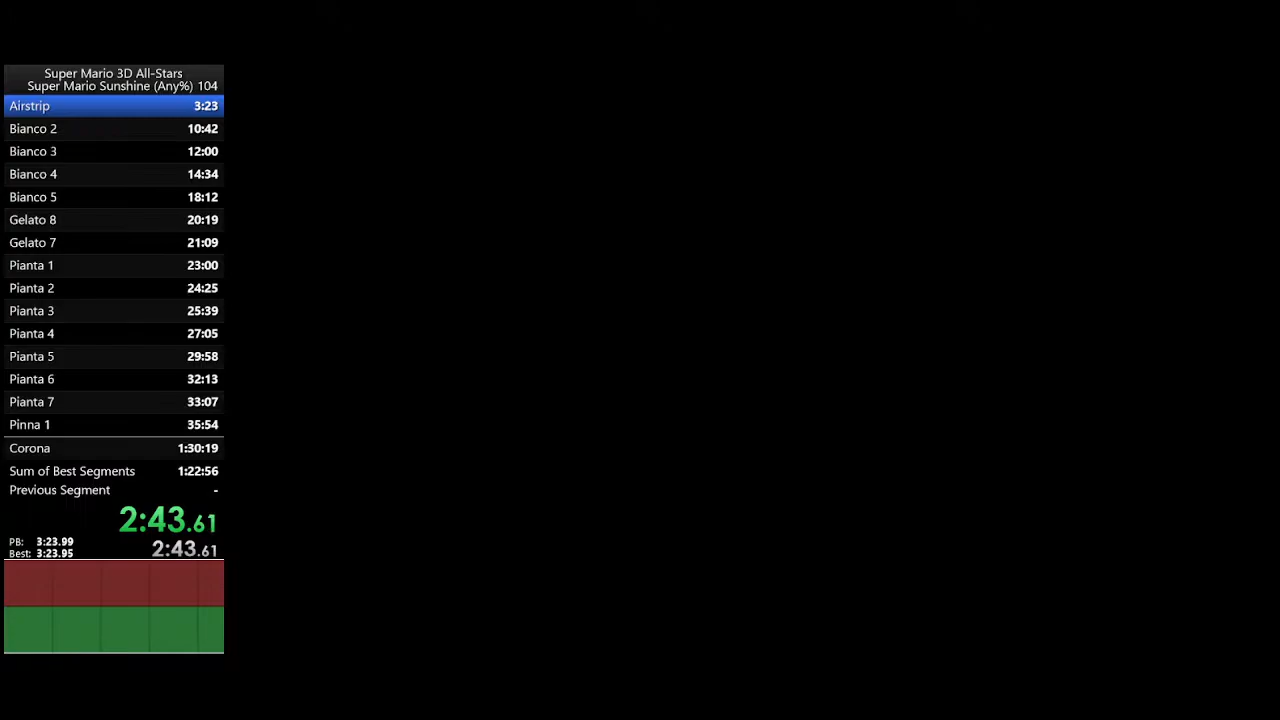 Super Mario 3D All-Stars
Super Mario Sunshine (Any%) 104
Airstrip 3:23
Bianco 2 10:42
Bianco 3 12:00
Bianco 4 14:34
Bianco 5 18:12
Gelato 8 20:19
Gelato 7 21:09
Pianta 1 23:00
Pianta 2 24:25
Pianta 3 25:39
Pianta 4 27:05
Pianta 5 29:58
Pianta 6 32:13
Pianta 7 33:07
Pinna 1 35:54
Corona 1:30:19
Sum of Best Segments 1:22:56
Previous Segment -
2:43.61
PB: 3:23.99
Best: 3:23.95 2:43.61